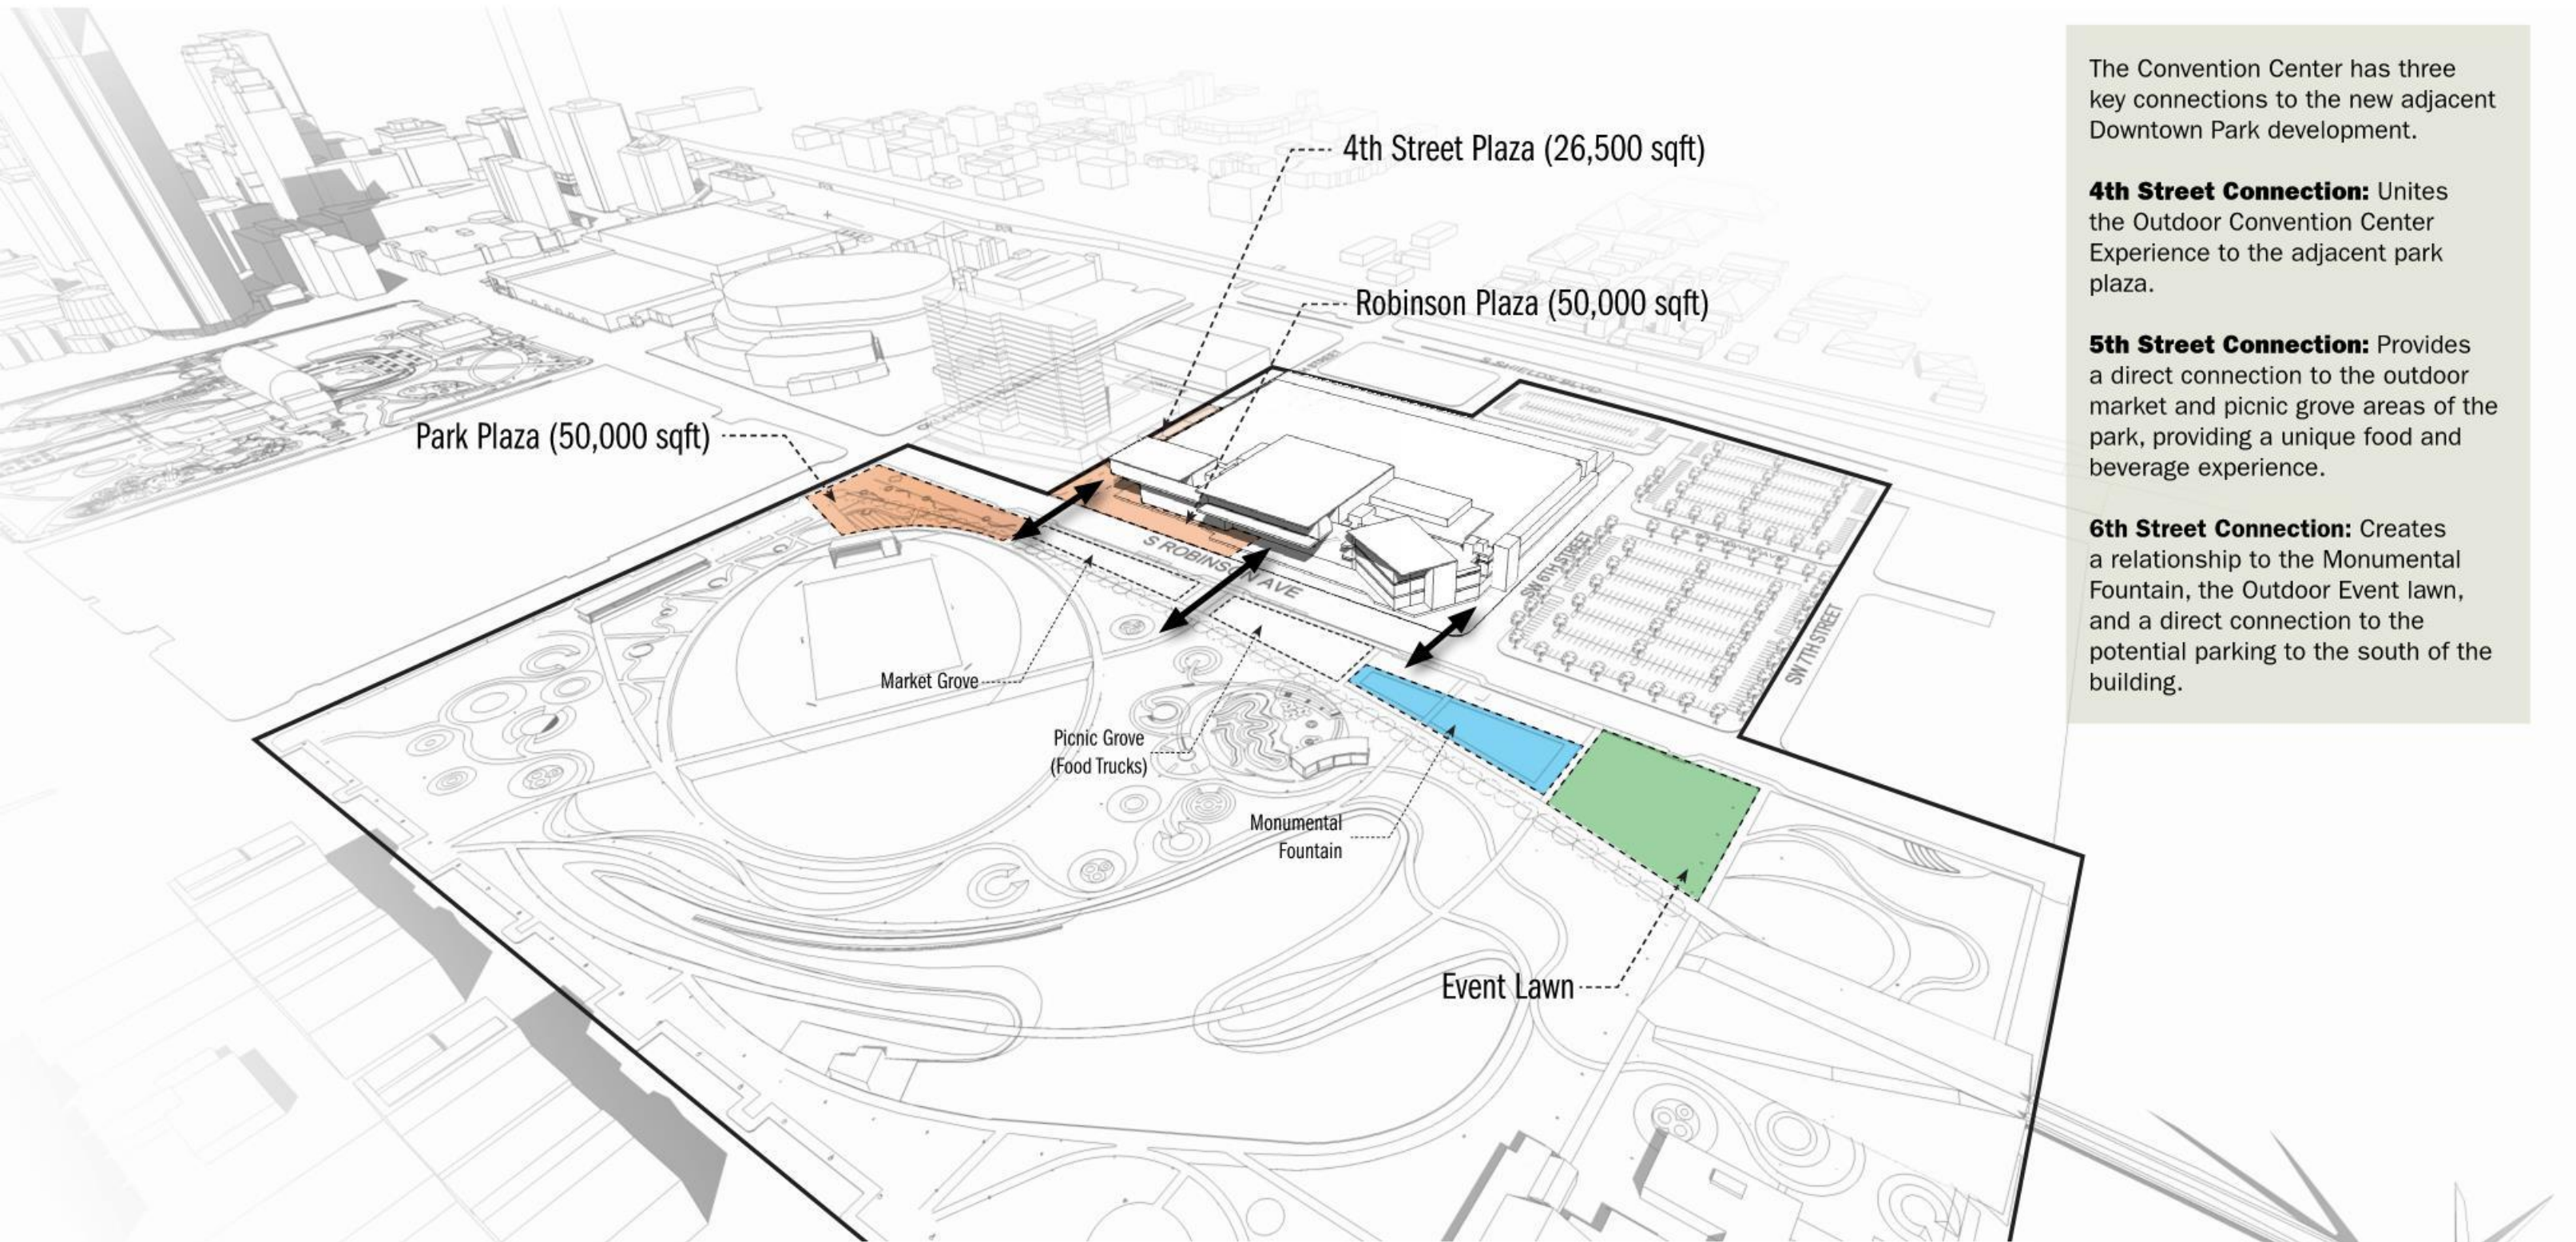 4th Street Plaza (26,500 sqft)
Robinson Plaza (50,000 sqft)
Park Plaza (50,000 sqft)
S SHIELDS BLVD
S ROBINSON AVE
SW 6TH STREET
SW 7TH STREET
Market Grove
Picnic Grove
(Food Trucks)
Monumental
Fountain
Event Lawn
The Convention Center has three
key connections to the new adjacent
Downtown Park development.
4th Street Connection: Unites
the Outdoor Convention Center
Experience to the adjacent park
plaza.
5th Street Connection: Provides
a direct connection to the outdoor
market and picnic grove areas of the
park, providing a unique food and
beverage experience.
6th Street Connection: Creates
a relationship to the Monumental
Fountain, the Outdoor Event lawn,
and a direct connection to the
potential parking to the south of the
building.